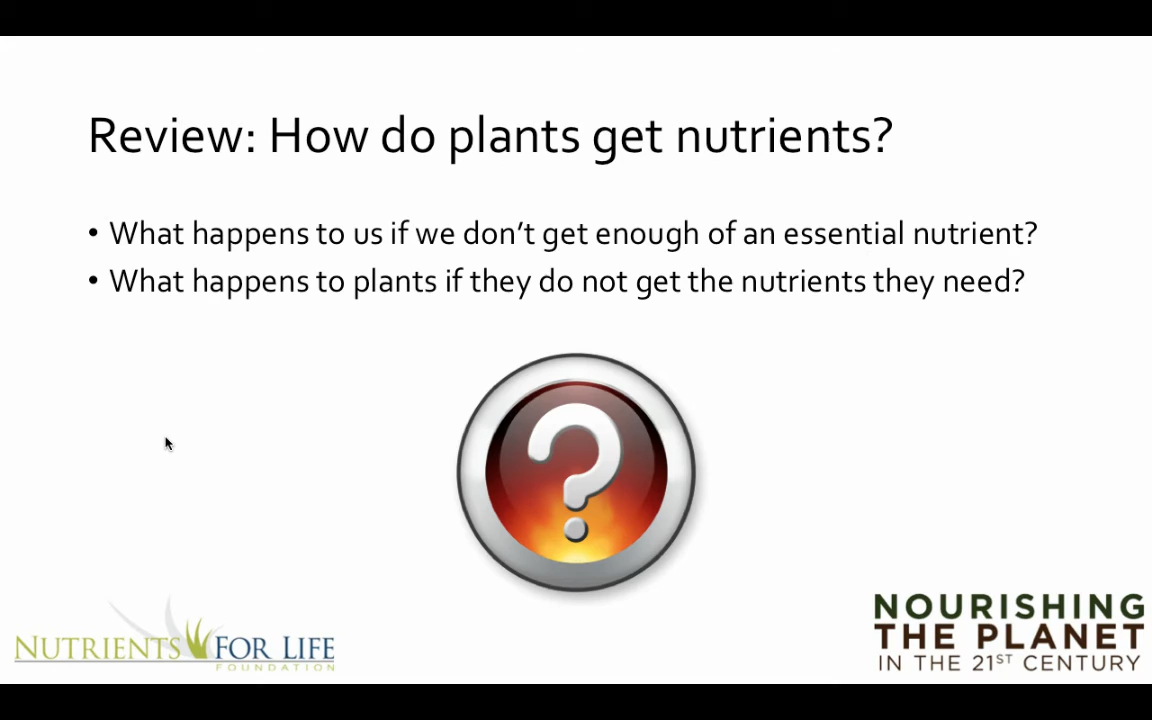 Review: How do plants get nutrients?
• What happens to us if we don’t get enough of an essential nutrient?
• What happens to plants if they do not get the nutrients they need?
?
NUTRIENTS FOR LIFE
FOUNDATION
NOURISHING
THE PLANET
IN THE 21ST CENTURY